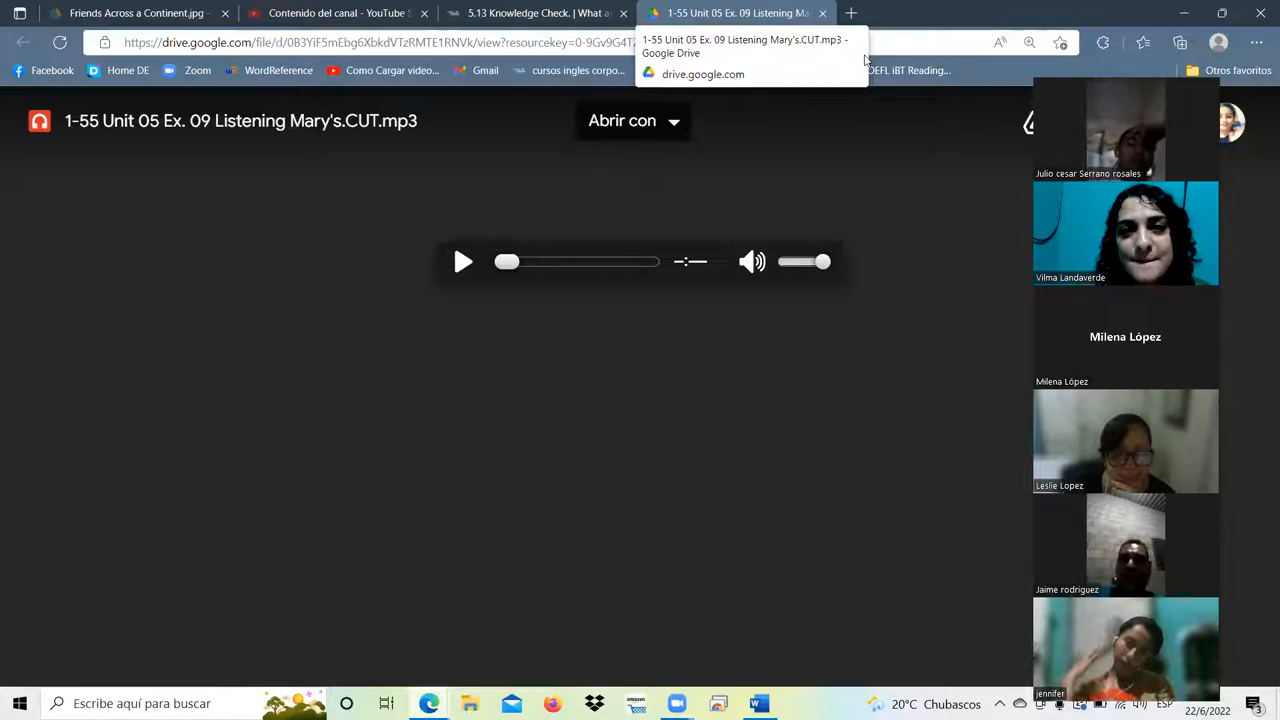 Friends Across a Continent.jpg -
Contenido del canal - YouTube S
5.13 Knowledge Check. | What av
1-55 Unit 05 Ex. 09 Listening Ma
https://drive.google.com/file/d/0B3YiF5mEbg6XbkdVTzRMTE1RNVk/view?resourcekey=0-9Gv9G4T
1-55 Unit 05 Ex. 09 Listening Mary's.CUT.mp3 -
Google Drive
drive.google.com
Facebook
Home DE
Zoom
WordReference
Como cargar video...
Gmail
cursos ingles corpo...
OEFL iBT Reading...
Otros favoritos
1-55 Unit 05 Ex. 09 Listening Mary's.CUT.mp3
Abrir con
-:--
Julio cesar Serrano rosales
Vilma Landaverde
Milena López
Milena López
Leslie Lopez
Jaime rodriguez
jennifer
Escribe aquí para buscar
amazon
20°C Chubascos
ESP
22/6/2022
3